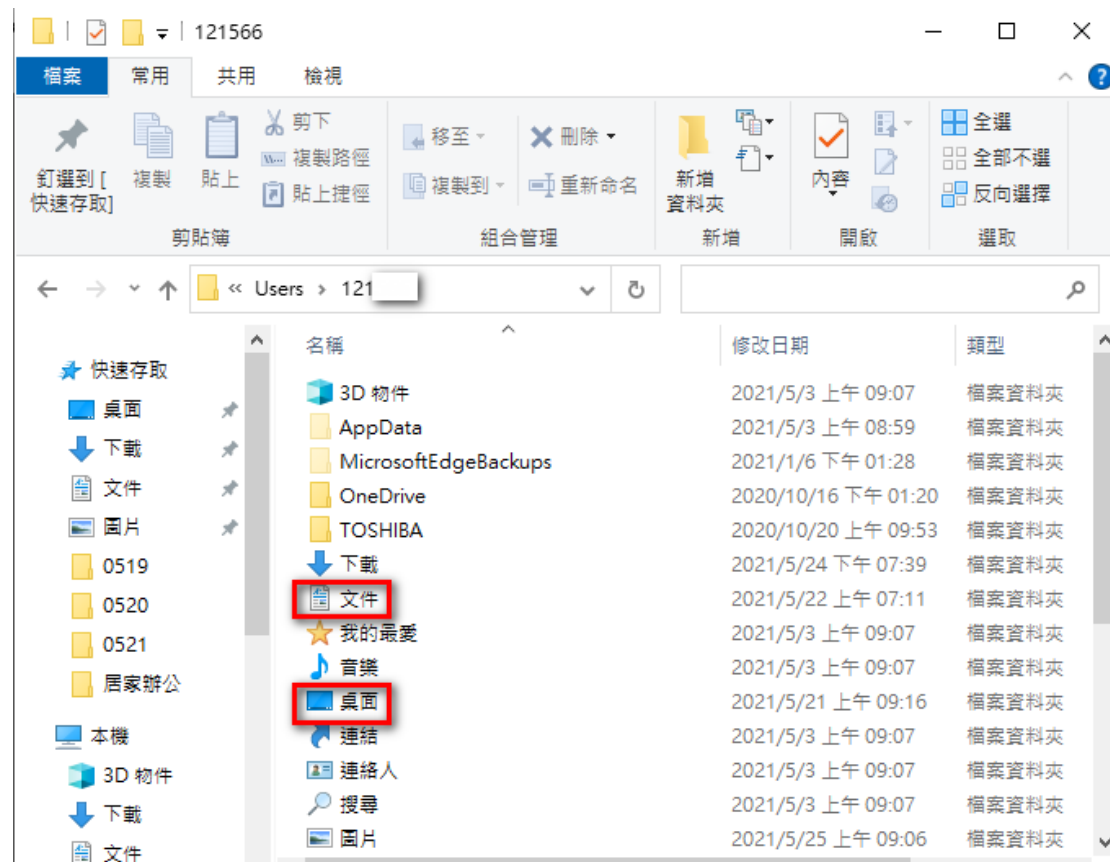 121566
檔案 常用 共用 檢視
釘選到 [快速存取]
複製
貼上
剪下
複製路徑
貼上捷徑
剪貼簿
移至
複製到
刪除
重新命名
組合管理
新增
資料夾
新增
內容
開啟
全選
全部不選
反向選擇
選取
« Users › 121
快速存取
桌面
下載
文件
圖片
0519
0520
0521
居家辦公
本機
3D 物件
下載
文件
名稱 修改日期 類型
3D 物件 2021/5/3 上午 09:07 檔案資料夾
AppData 2021/5/3 上午 08:59 檔案資料夾
MicrosoftEdgeBackups 2021/1/6 下午 01:28 檔案資料夾
OneDrive 2020/10/16 下午 01:20 檔案資料夾
TOSHIBA 2020/10/20 上午 09:53 檔案資料夾
下載 2021/5/24 下午 07:39 檔案資料夾
文件 2021/5/22 上午 07:11 檔案資料夾
我的最愛 2021/5/3 上午 09:07 檔案資料夾
音樂 2021/5/3 上午 09:07 檔案資料夾
桌面 2021/5/21 上午 09:16 檔案資料夾
連結 2021/5/3 上午 09:07 檔案資料夾
連絡人 2021/5/3 上午 09:07 檔案資料夾
搜尋 2021/5/3 上午 09:07 檔案資料夾
圖片 2021/5/25 上午 09:06 檔案資料夾